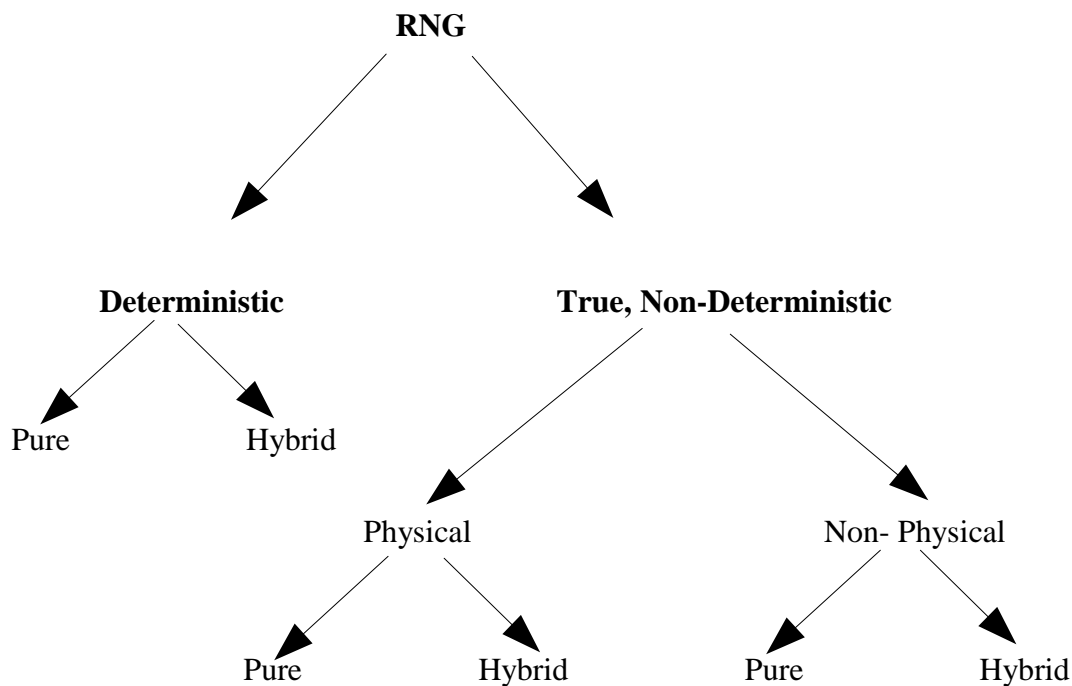 RNG
Deterministic
True, Non-Deterministic
Pure
Hybrid
Physical
Non- Physical
Pure
Hybrid
Pure
Hybrid